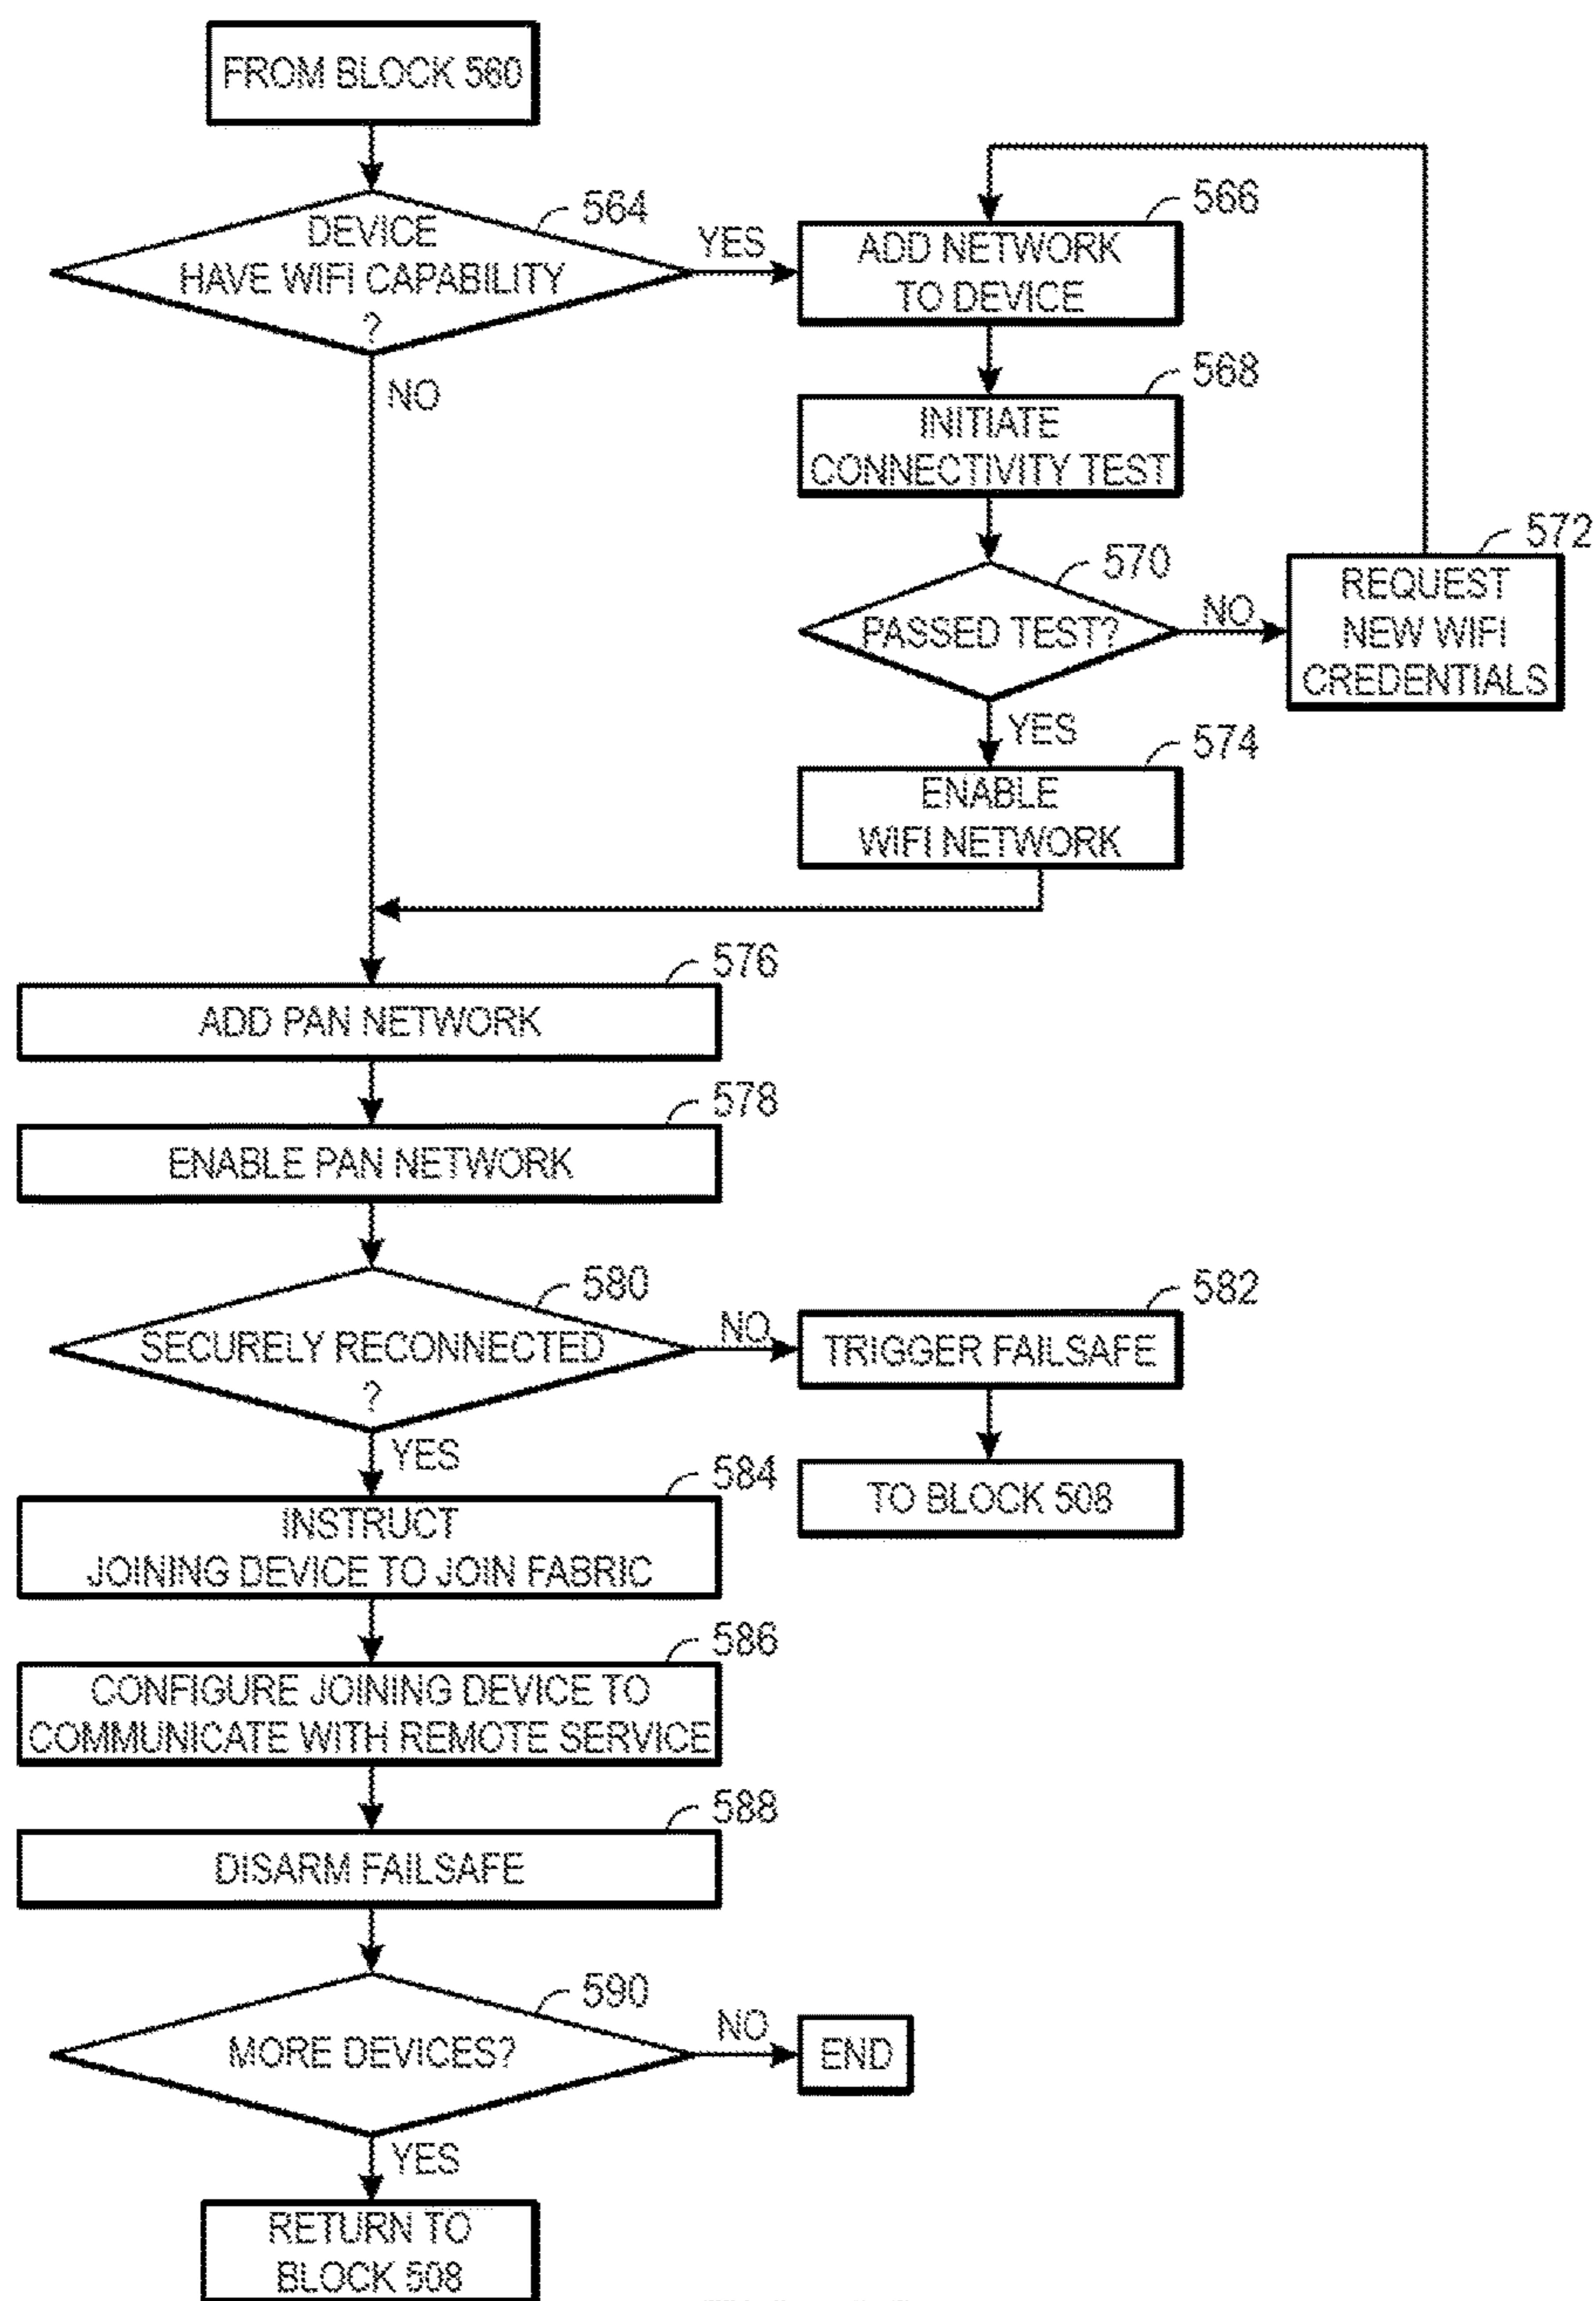 FROM BLOCK 560
564
DEVICE
HAVE WIFI CAPABILITY
?
YES
NO
566
ADD NETWORK
TO DEVICE
568
INITIATE
CONNECTIVITY TEST
570
PASSED TEST?
NO
572
REQUEST
NEW WIFI
CREDENTIALS
YES
574
ENABLE
WIFI NETWORK
576
ADD PAN NETWORK
578
ENABLE PAN NETWORK
580
SECURELY RECONNECTED
?
NO
582
TRIGGER FAILSAFE
TO BLOCK 508
YES
584
INSTRUCT
JOINING DEVICE TO JOIN FABRIC
586
CONFIGURE JOINING DEVICE TO
COMMUNICATE WITH REMOTE SERVICE
588
DISARM FAILSAFE
590
MORE DEVICES?
NO
END
YES
RETURN TO
BLOCK 508